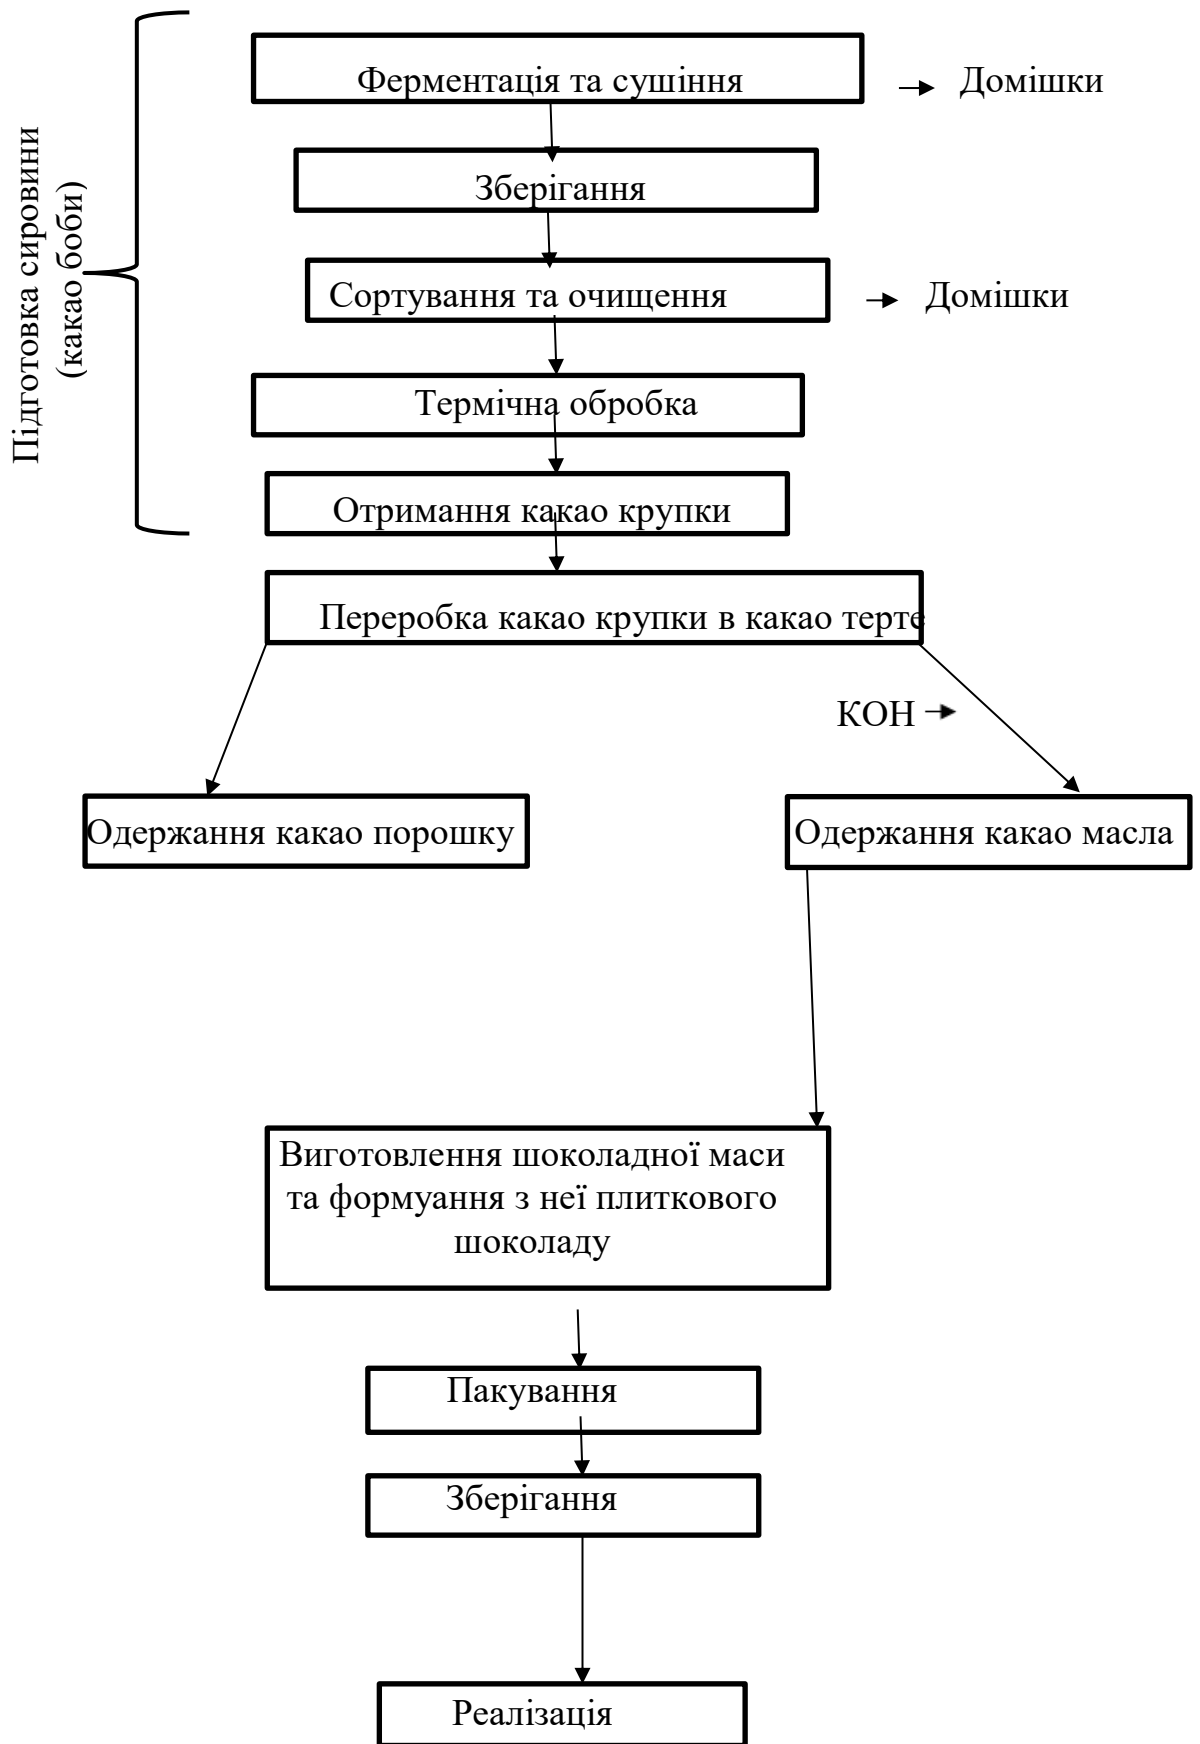 Підготовка сировини
(какао боби)
Ферментація та сушіння
Домішки
Зберігання
Сортування та очищення
Домішки
Термічна обробка
Отримання какао крупки
Переробка какао крупки в какао терте
КОН
Одержання какао порошку
Одержання какао масла
Виготовлення шоколадної маси
та формуання з неї плиткового
шоколаду
Пакування
Зберігання
Реалізація